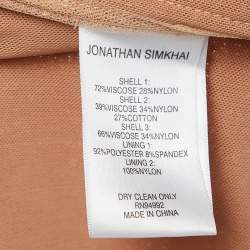 JONATHAN SIMKHAI
SHELL 1:
72%VISCOSE 28%NYLON
SHELL 2:
39%VISCOSE 34%NYLON
27%COTTON
SHELL 3:
66%VISCOSE 34%NYLON
LINING 1:
92%POLYESTER 8%SPANDEX
LINING 2:
100%NYLON
DRY CLEAN ONLY
RN94992
MADE IN CHINA